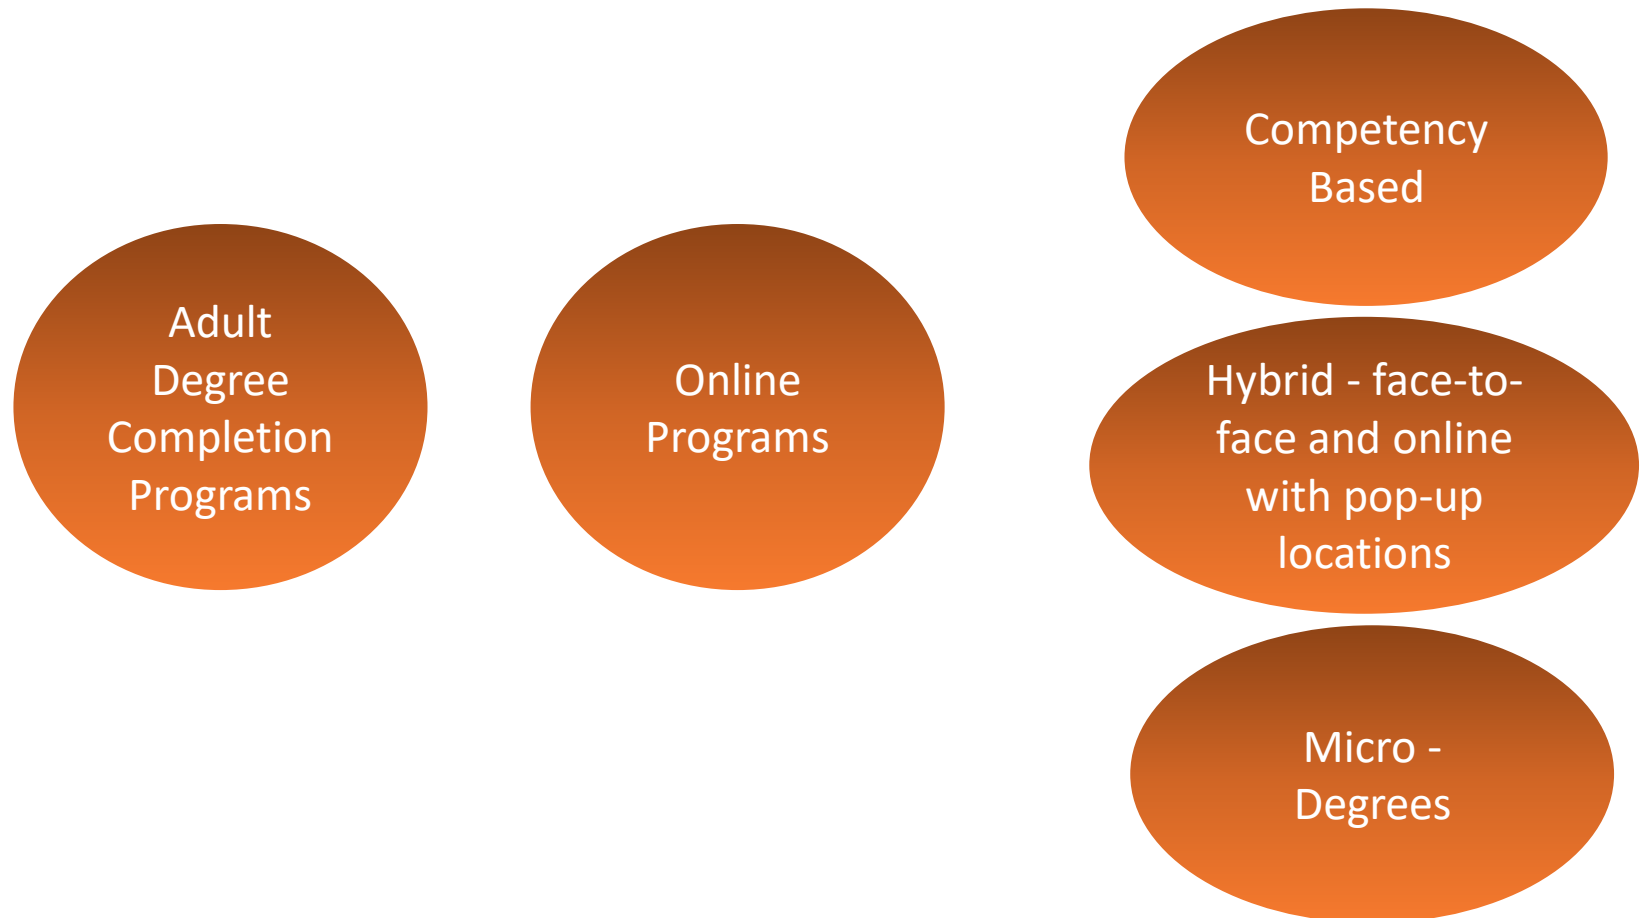 Adult
Degree
Completion
Programs
Online
Programs
Competency
Based
Hybrid - face-to-
face and online
with pop-up
locations
Micro -
Degrees